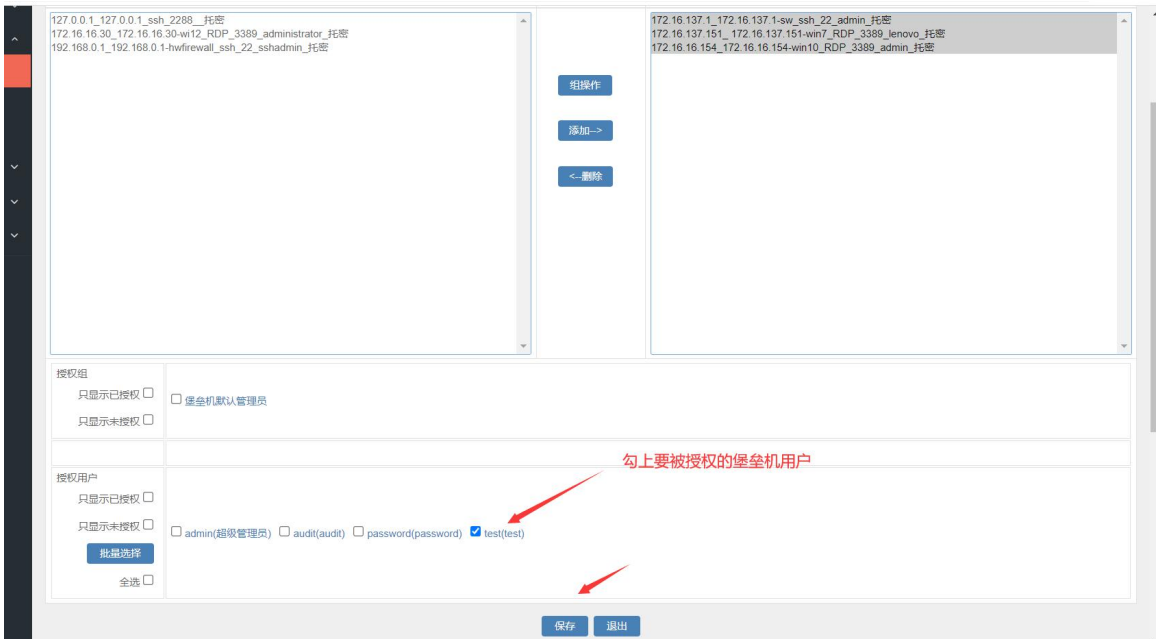 127.0.0.1_127.0.0.1_ssh_2288__托密
172.16.16.30_172.16.16.30-wi12_RDP_3389_administrator_托密
192.168.0.1_192.168.0.1-hwfirewall_ssh_22_sshadmin_托密
组操作
添加-->
<--删除
172.16.137.1_172.16.137.1-sw_ssh_22_admin_托密
172.16.137.151_ 172.16.137.151-win7_RDP_3389_lenovo_托密
172.16.16.154_172.16.16.154-win10_RDP_3389_admin_托密
授权组
只显示已授权
只显示未授权
堡垒机默认管理员
勾上要被授权的堡垒机用户
授权用户
只显示已授权
只显示未授权
批量选择
全选
admin(超级管理员) audit(audit) password(password) test(test)
保存 退出